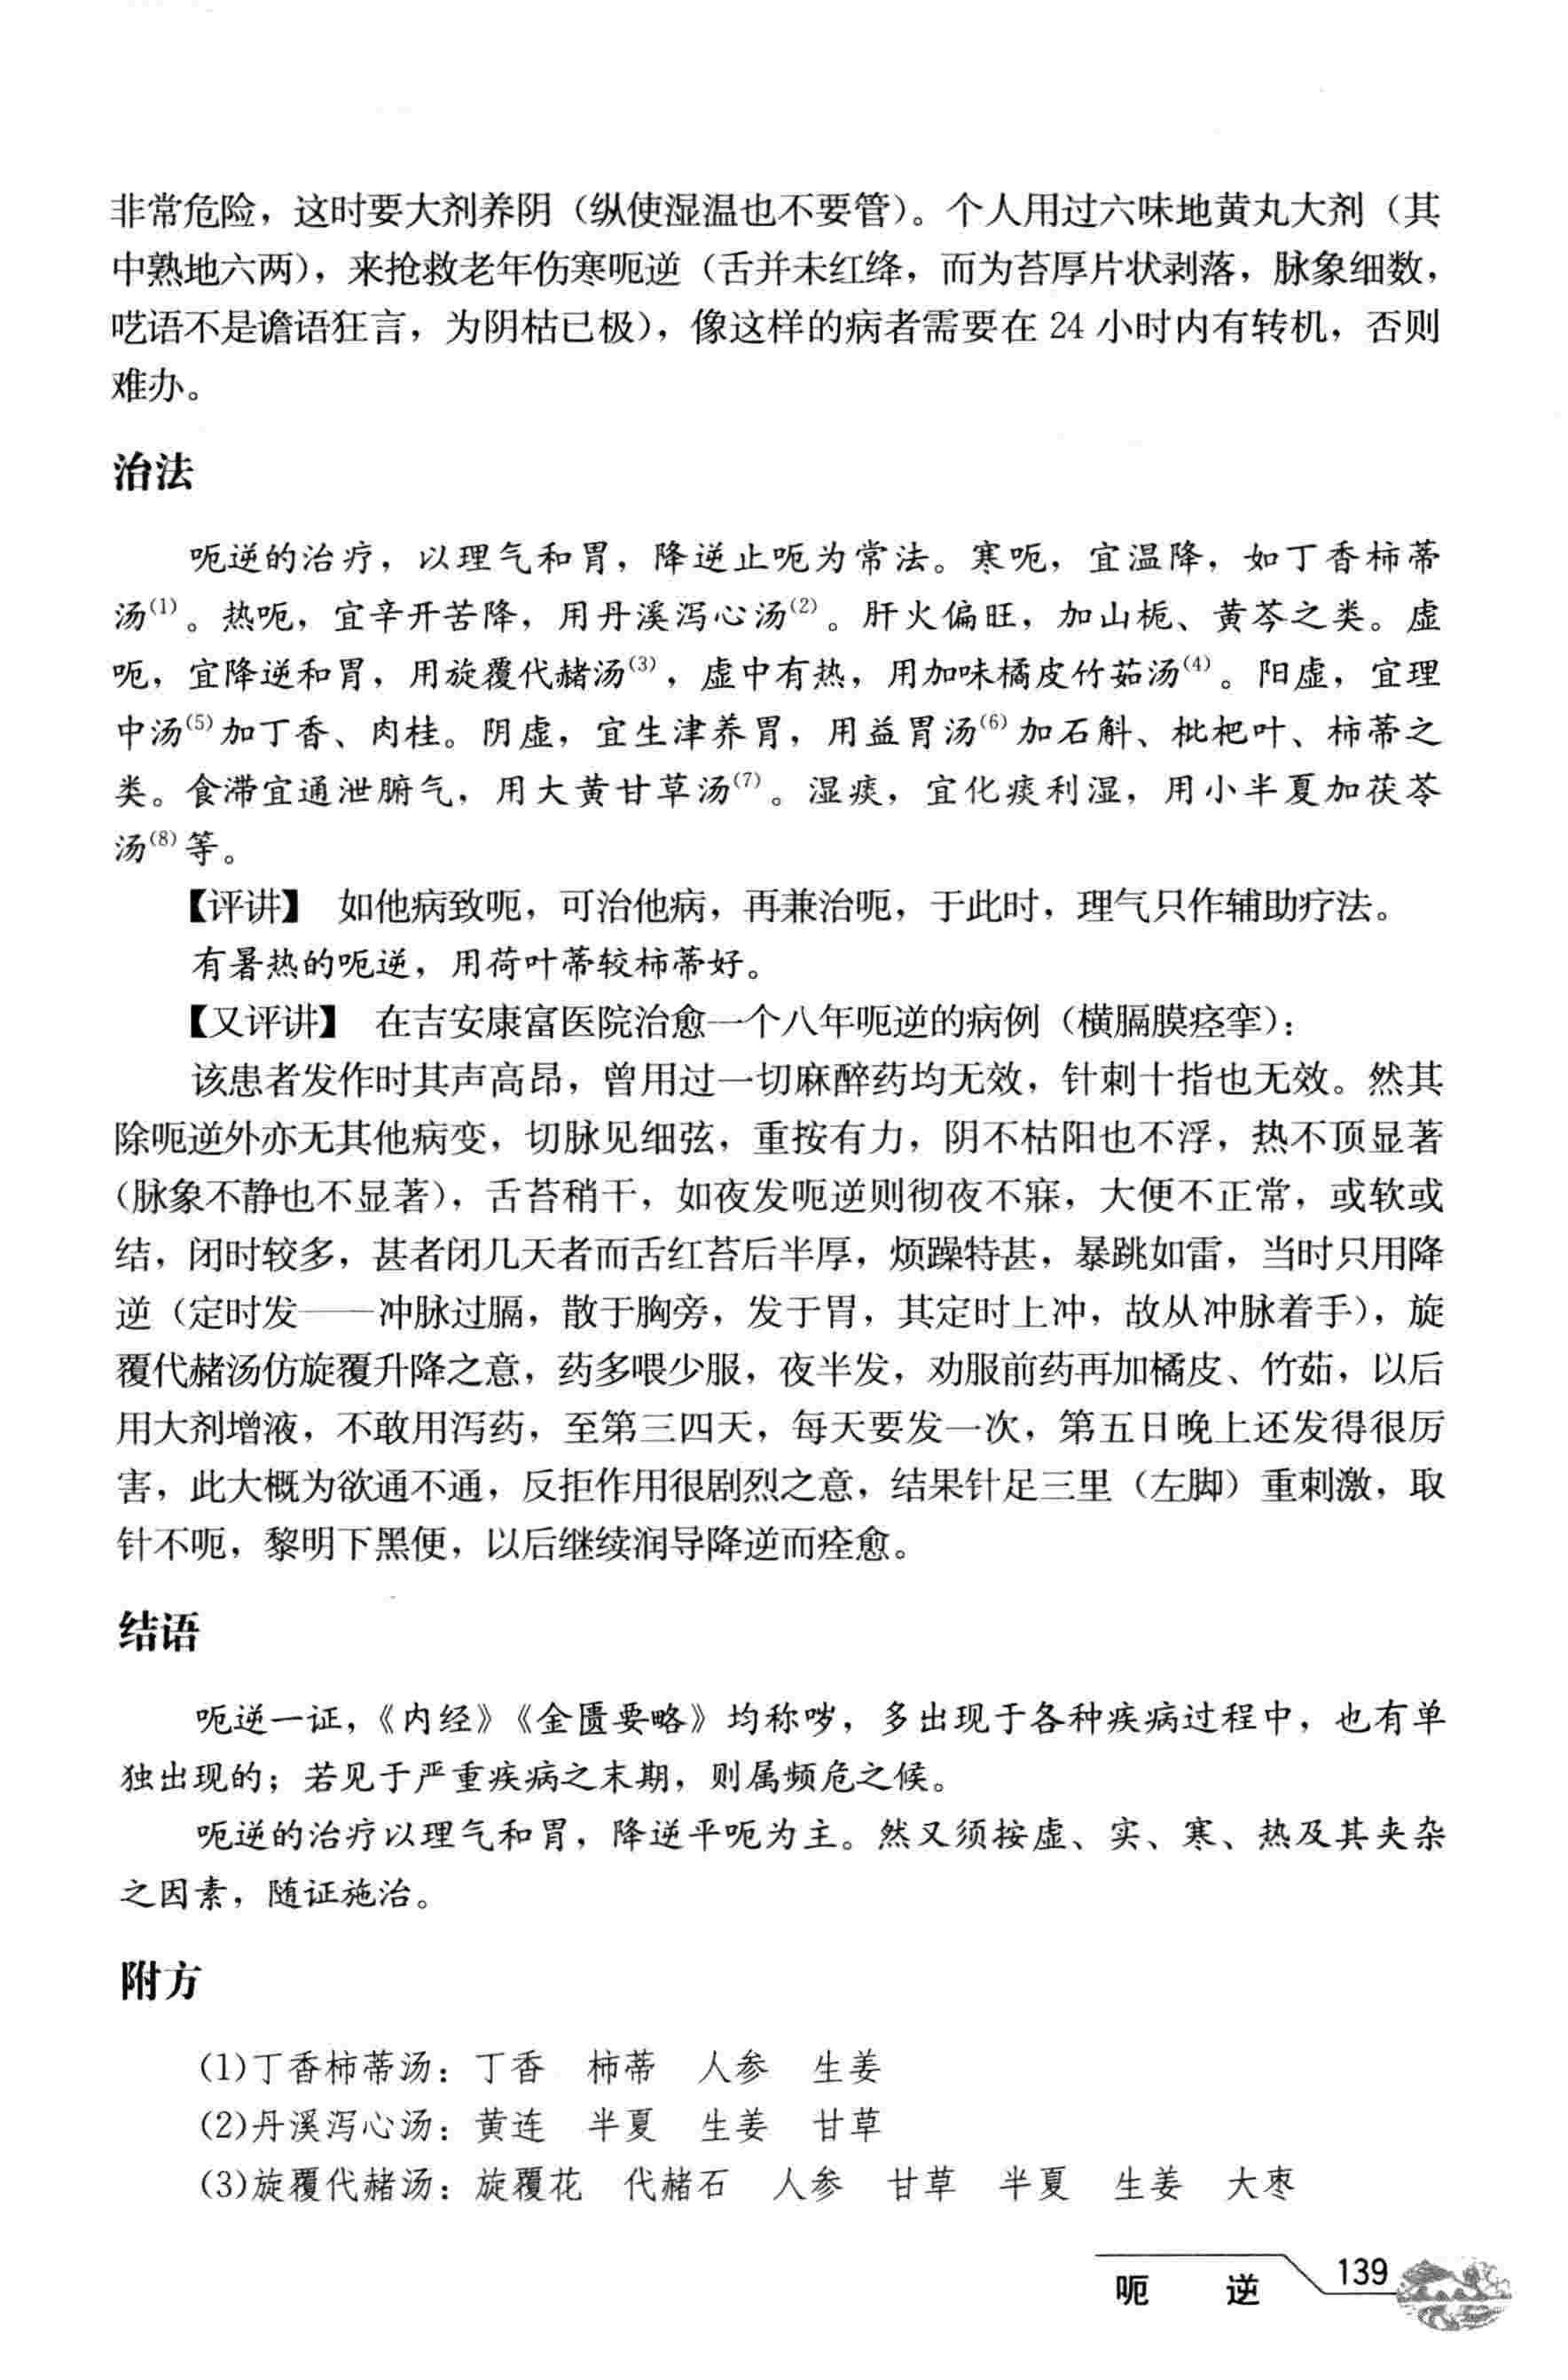 非常危险，这时要大剂养阴（纵使湿温也不要管）。个人用过六味地黄丸大剂（其
中熟地六两），来抢救老年伤寒呃逆（舌并未红绛，而为苔厚片状剥落，脉象细数，
呓语不是谵语狂言，为阴枯已极），像这样的病者需要在 24 小时内有转机，否则
难办。
治法
呃逆的治疗，以理气和胃，降逆止呃为常法。寒呃，宜温降，如丁香柿蒂
汤⁽¹⁾。热呃，宜辛开苦降，用丹溪泻心汤⁽²⁾。肝火偏旺，加山栀、黄芩之类。虚
呃，宜降逆和胃，用旋覆代赭汤⁽³⁾，虚中有热，用加味橘皮竹茹汤⁽⁴⁾。阳虚，宜理
中汤⁽⁵⁾加丁香、肉桂。阴虚，宜生津养胃，用益胃汤⁽⁶⁾加石斛、枇杷叶、柿蒂之
类。食滞宜通泄腑气，用大黄甘草汤⁽⁷⁾。湿痰，宜化痰利湿，用小半夏加茯苓
汤⁽⁸⁾等。
【评讲】 如他病致呃，可治他病，再兼治呃，于此时，理气只作辅助疗法。
有暑热的呃逆，用荷叶蒂较柿蒂好。
【又评讲】 在吉安康富医院治愈一个八年呃逆的病例（横膈膜痉挛）：
该患者发作时其声高昂，曾用过一切麻醉药均无效，针刺十指也无效。然其
除呃逆外亦无其他病变，切脉见细弦，重按有力，阴不枯阳也不浮，热不顶显著
（脉象不静也不显著），舌苔稍干，如夜发呃逆则彻夜不寐，大便不正常，或软或
结，闭时较多，甚者闭几天者而舌红苔后半厚，烦躁特甚，暴跳如雷，当时只用降
逆（定时发——冲脉过膈，散于胸旁，发于胃，其定时上冲，故从冲脉着手），旋
覆代赭汤仿旋覆升降之意，药多喂少服，夜半发，劝服前药再加橘皮、竹茹，以后
用大剂增液，不敢用泻药，至第三四天，每天要发一次，第五日晚上还发得很厉
害，此大概为欲通不通，反拒作用很剧烈之意，结果针足三里（左脚）重刺激，取
针不呃，黎明下黑便，以后继续润导降逆而痊愈。
结语
呃逆一证，《内经》《金匮要略》均称哕，多出现于各种疾病过程中，也有单
独出现的；若见于严重疾病之末期，则属频危之候。
呃逆的治疗以理气和胃，降逆平呃为主。然又须按虚、实、寒、热及其夹杂
之因素，随证施治。
附方
(1)丁香柿蒂汤：丁香 柿蒂 人参 生姜
(2)丹溪泻心汤：黄连 半夏 生姜 甘草
(3)旋覆代赭汤：旋覆花 代赭石 人参 甘草 半夏 生姜 大枣
呃 逆 139